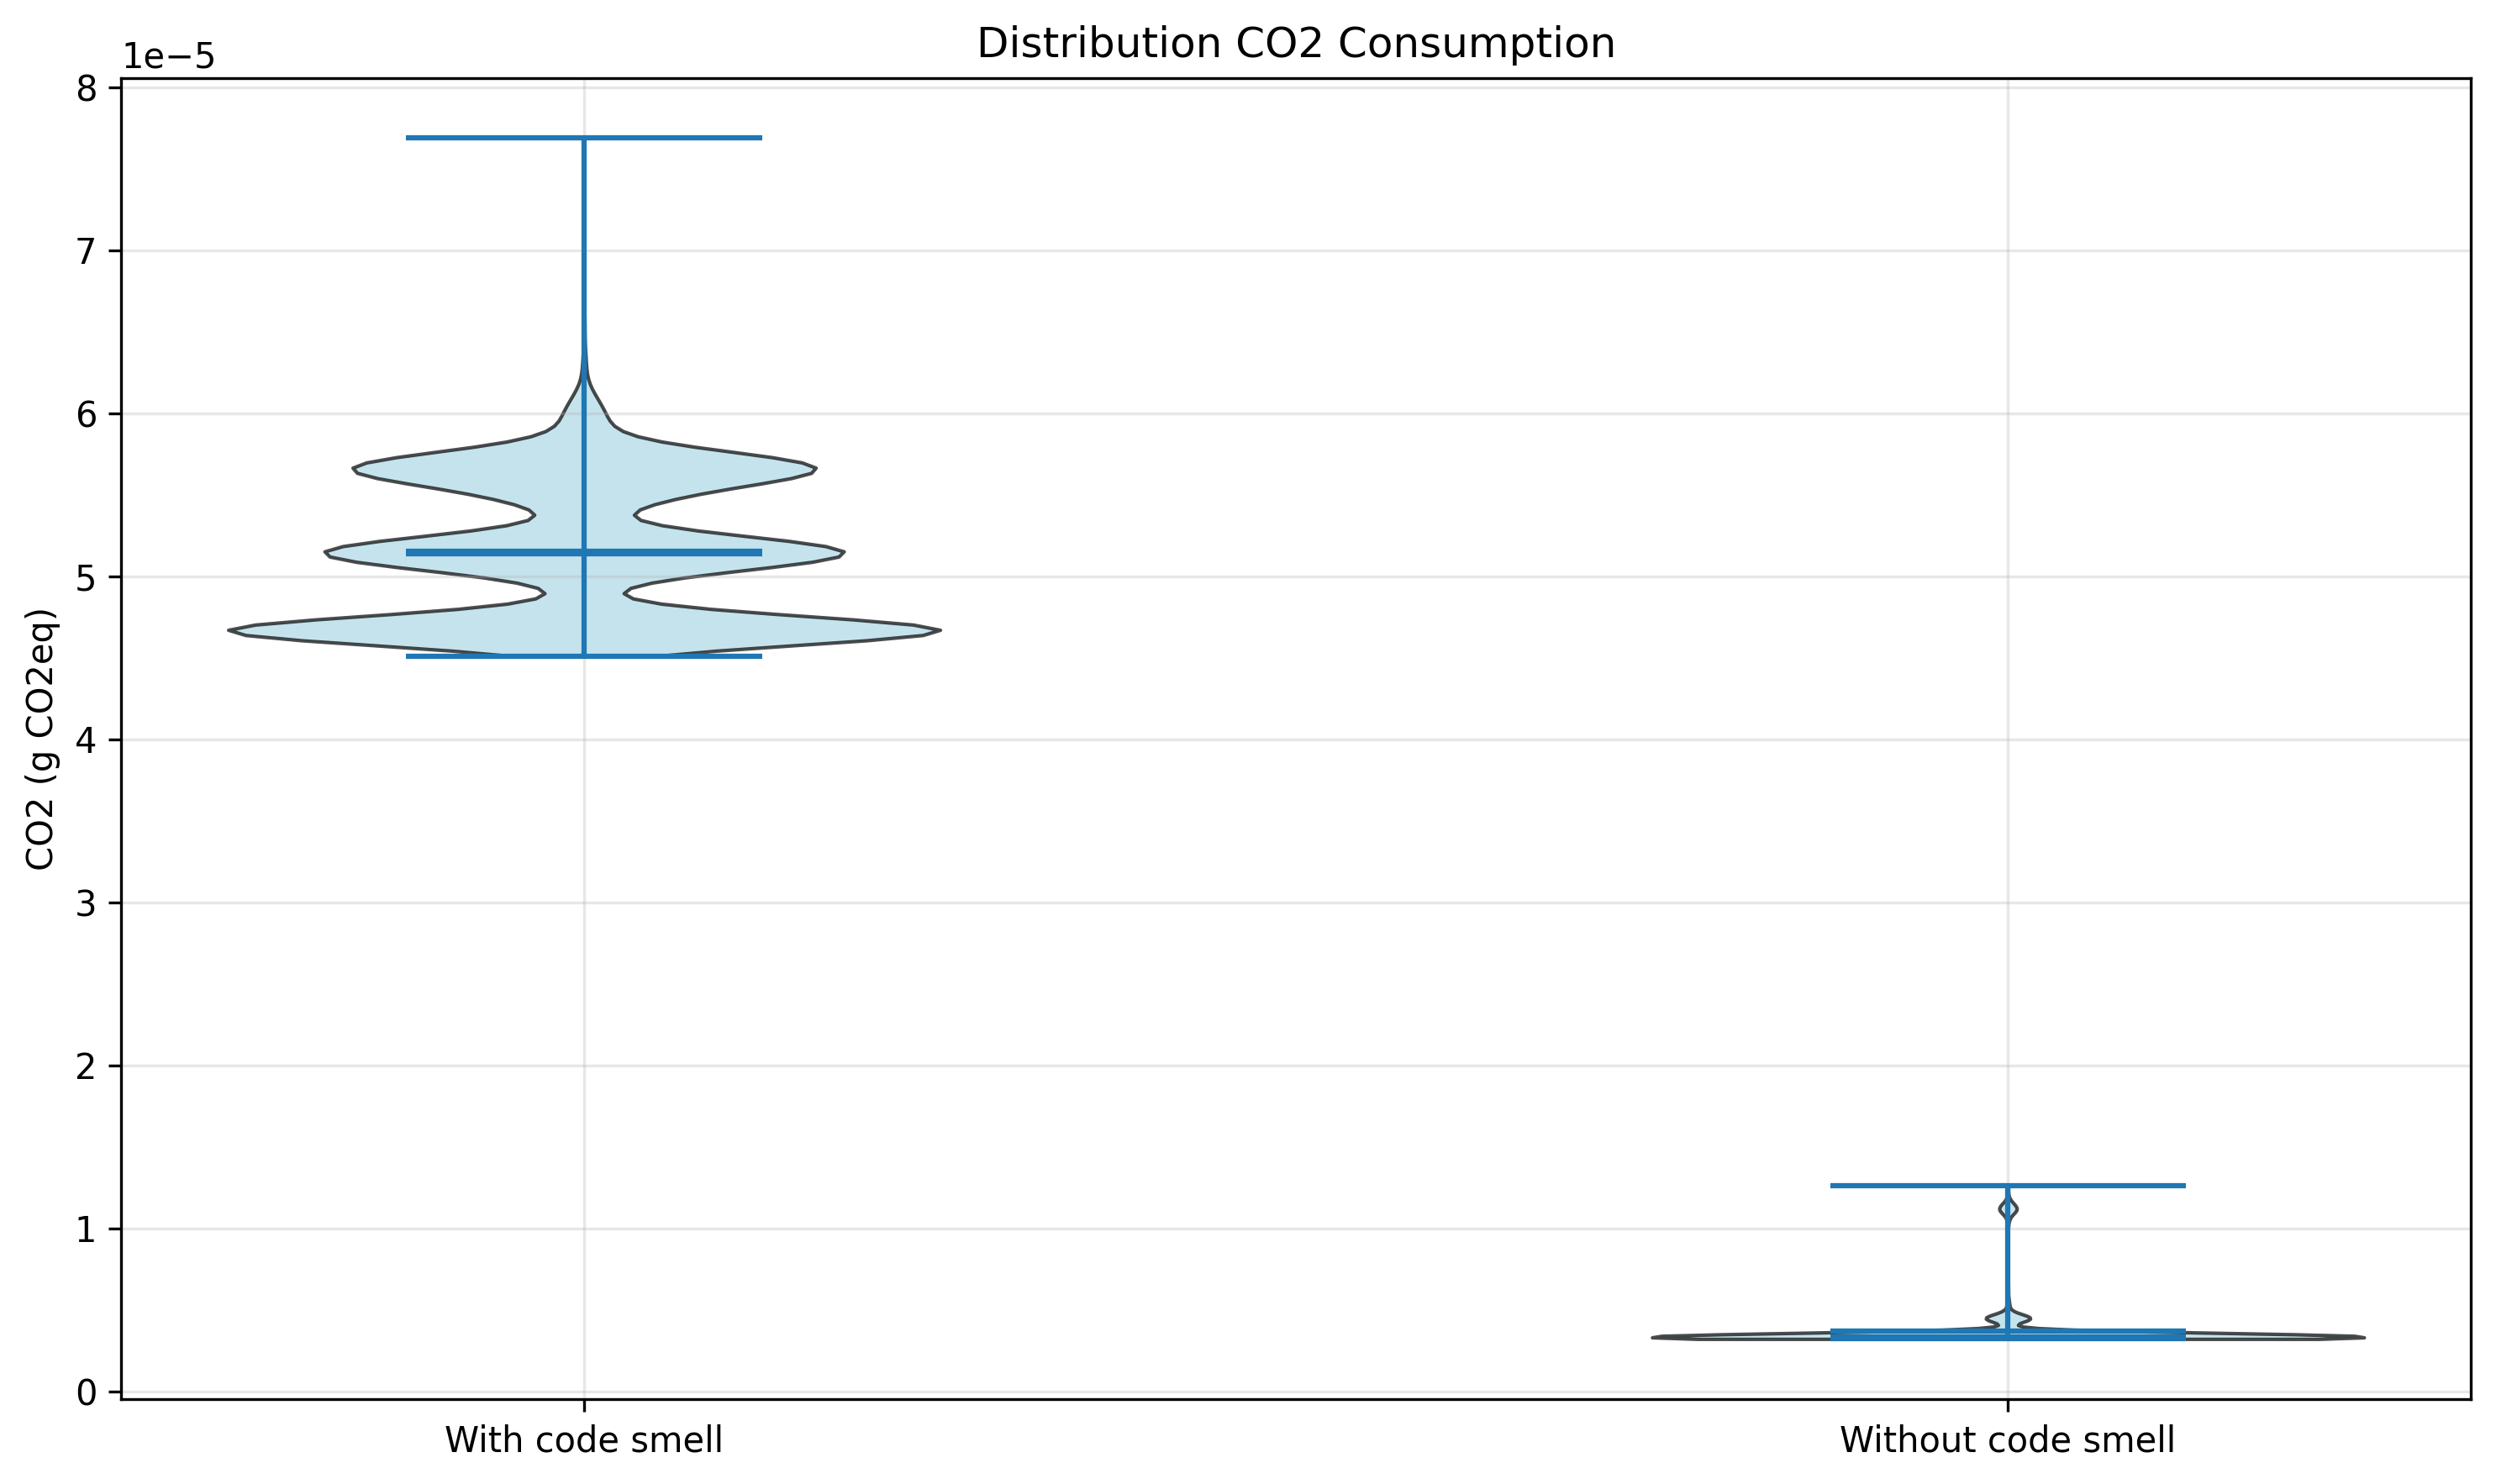 Distribution CO2 Consumption
1e−5
8
7
6
5
4
3
2
1
0
CO2 (g CO2eq)
With code smell
Without code smell